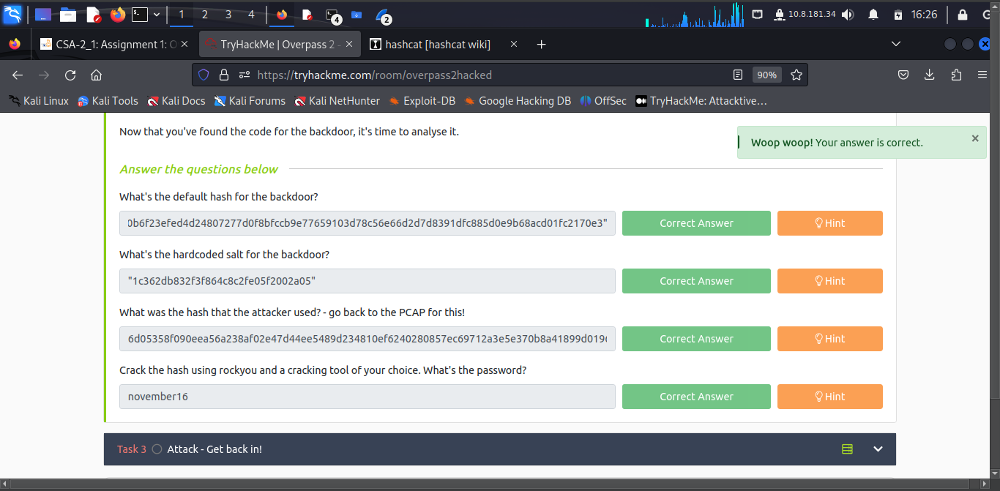 1 2 3 4
4
2
10.8.181.34
16:26
CSA-2_1: Assignment 1: O
TryHackMe | Overpass 2 -
hashcat [hashcat wiki]
https://tryhackme.com/room/overpass2hacked
90%
Kali Linux Kali Tools Kali Docs Kali Forums Kali NetHunter Exploit-DB Google Hacking DB OffSec TryHackMe: Attacktive…
Now that you've found the code for the backdoor, it's time to analyse it.
Woop woop! Your answer is correct.
Answer the questions below
What's the default hash for the backdoor?
0b6f23efed4d24807277d0f8bfccb9e77659103d78c56e66d2d7d8391dfc885d0e9b68acd01fc2170e3" Correct Answer Hint
What's the hardcoded salt for the backdoor?
"1c362db832f3f864c8c2fe05f2002a05" Correct Answer Hint
What was the hash that the attacker used? - go back to the PCAP for this!
6d05358f090eea56a238af02e47d44ee5489d234810ef6240280857ec69712a3e5e370b8a41899d0196 Correct Answer Hint
Crack the hash using rockyou and a cracking tool of your choice. What's the password?
november16 Correct Answer Hint
Task 3 Attack - Get back in!